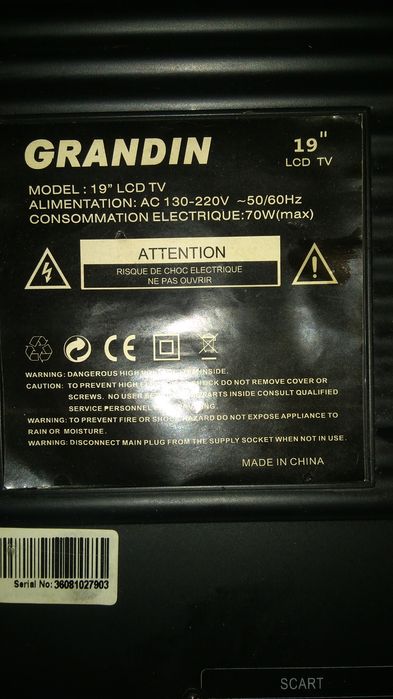 GRANDIN
19"
LCD TV
MODEL : 19" LCD TV
ALIMENTATION: AC 130-220V ~50/60Hz
CONSOMMATION ELECTRIQUE:70W(max)
ATTENTION
RISQUE DE CHOC ELECTRIQUE
NE PAS OUVRIR
CE
WARNING: DANGEROUS HIGH INSIDE.
CAUTION: TO PREVENT HIGH DO NOT REMOVE COVER OR
SCREWS. NO USER PARTS INSIDE CONSULT QUALIFIED
SERVICE PERSONNEL
WARNING: TO PREVENT FIRE OR SHOCK HAZARD DO NOT EXPOSE APPLIANCE TO
RAIN OR MOISTURE.
WARNING: DISCONNECT MAIN PLUG FROM THE SUPPLY SOCKET WHEN NOT IN USE.
MADE IN CHINA
Serial No: 36081027903
SCART